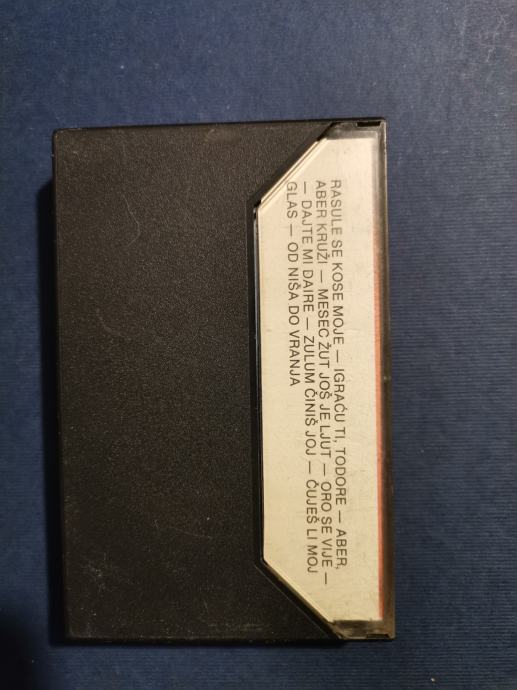 RASULE SE KOSE MOJE — IGRAĆU TI, TODORE — ABER,
ABER KRUŽI — MESEC ŽUT JOŠ JE LJUT — ORO SE VIJE —
— DAJTE MI DAIRE — ZULUM ČINIŠ JOJ — ČUJEŠ LI MOJ
GLAS — OD NIŠA DO VRANJA